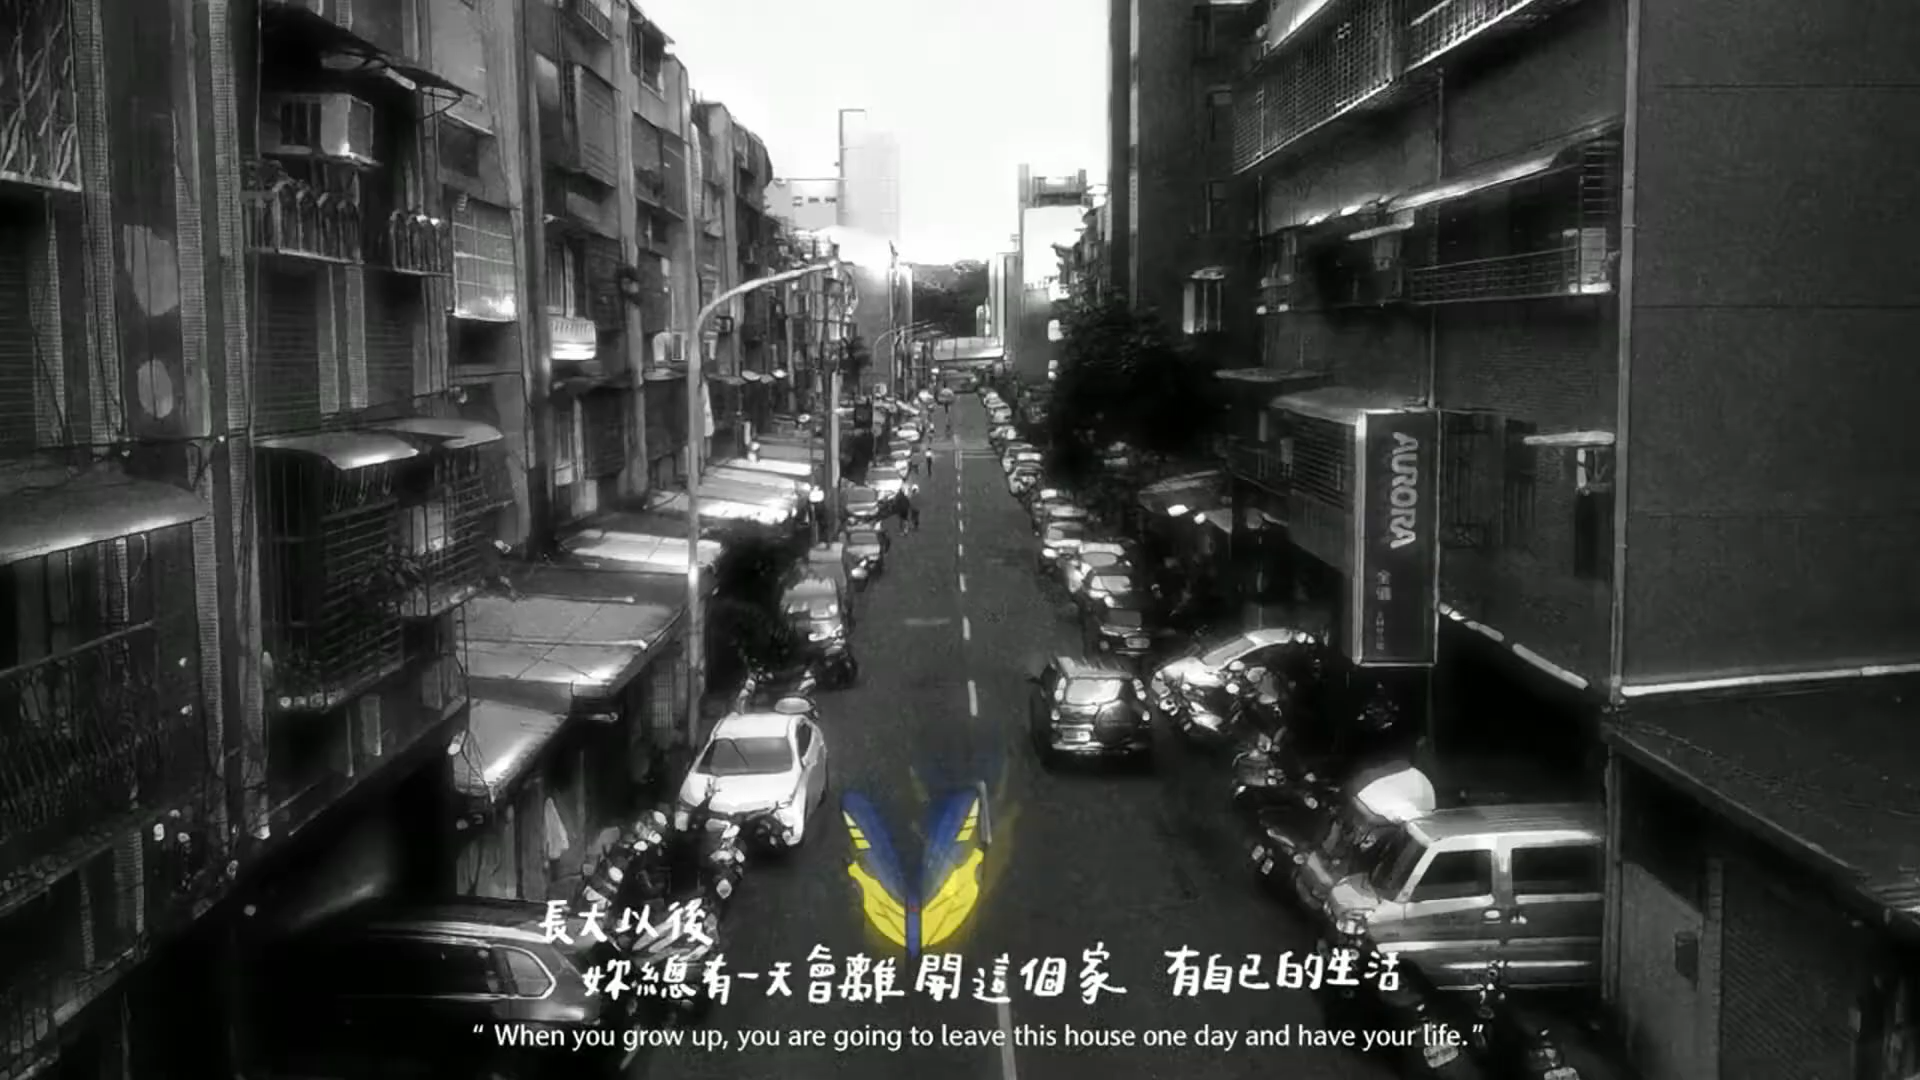 AURORA
長大以後
妳總有一天會離開這個家 有自己的生活
“ When you grow up, you are going to leave this house one day and have your life. ”